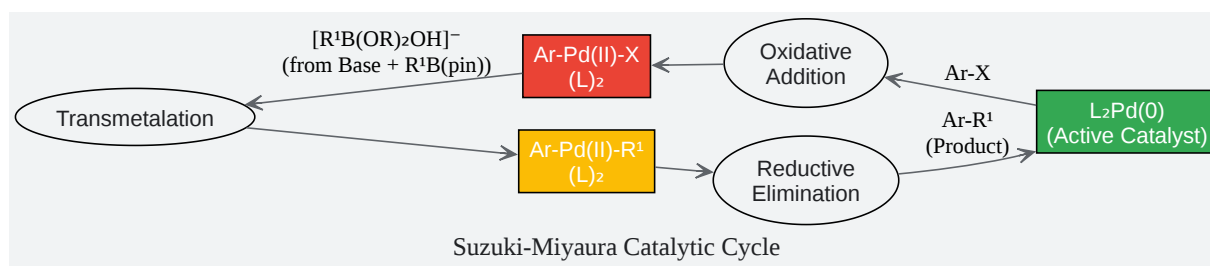 [R¹B(OR)₂OH]⁻
(from Base + R¹B(pin))
Ar-Pd(II)-X
(L)₂
Oxidative
Addition
Ar-X
L₂Pd(0)
(Active Catalyst)
Transmetalation
Ar-Pd(II)-R¹
(L)₂
Reductive
Elimination
Ar-R¹
(Product)
Suzuki-Miyaura Catalytic Cycle